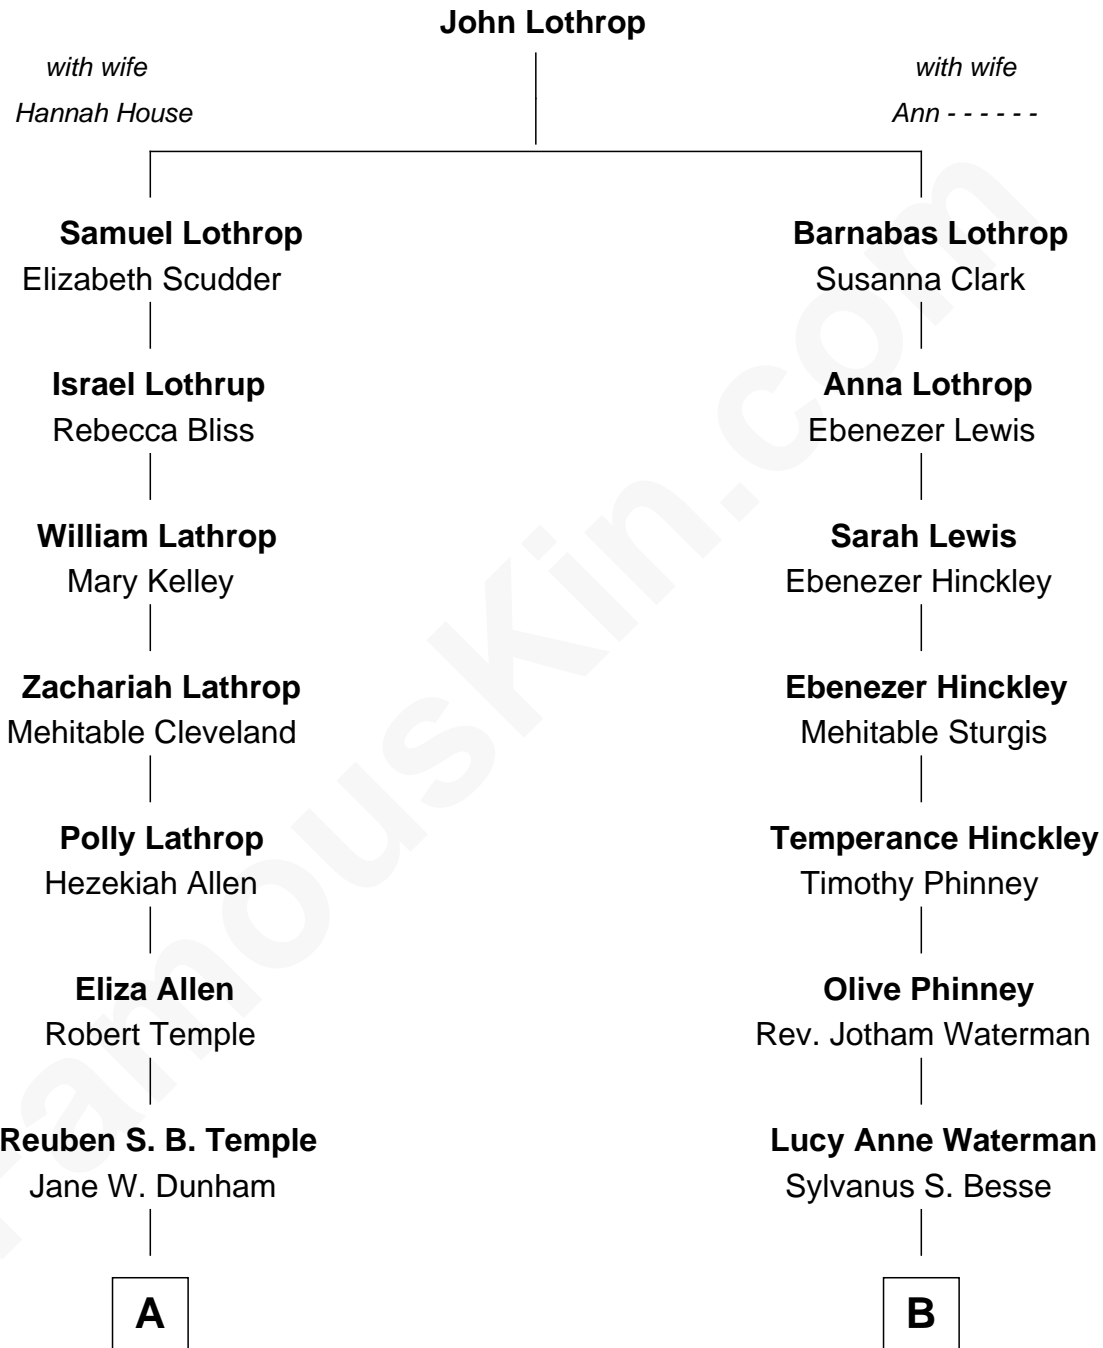 John Lothrop
with wife
Hannah House
with wife
Ann - - - - - -
Samuel Lothrop
Elizabeth Scudder
Israel Lothrup
Rebecca Bliss
William Lathrop
Mary Kelley
Zachariah Lathrop
Mehitable Cleveland
Polly Lathrop
Hezekiah Allen
Eliza Allen
Robert Temple
Reuben S. B. Temple
Jane W. Dunham
A
Barnabas Lothrop
Susanna Clark
Anna Lothrop
Ebenezer Lewis
Sarah Lewis
Ebenezer Hinckley
Ebenezer Hinckley
Mehitable Sturgis
Temperance Hinckley
Timothy Phinney
Olive Phinney
Rev. Jotham Waterman
Lucy Anne Waterman
Sylvanus S. Besse
B
FamousKin.com